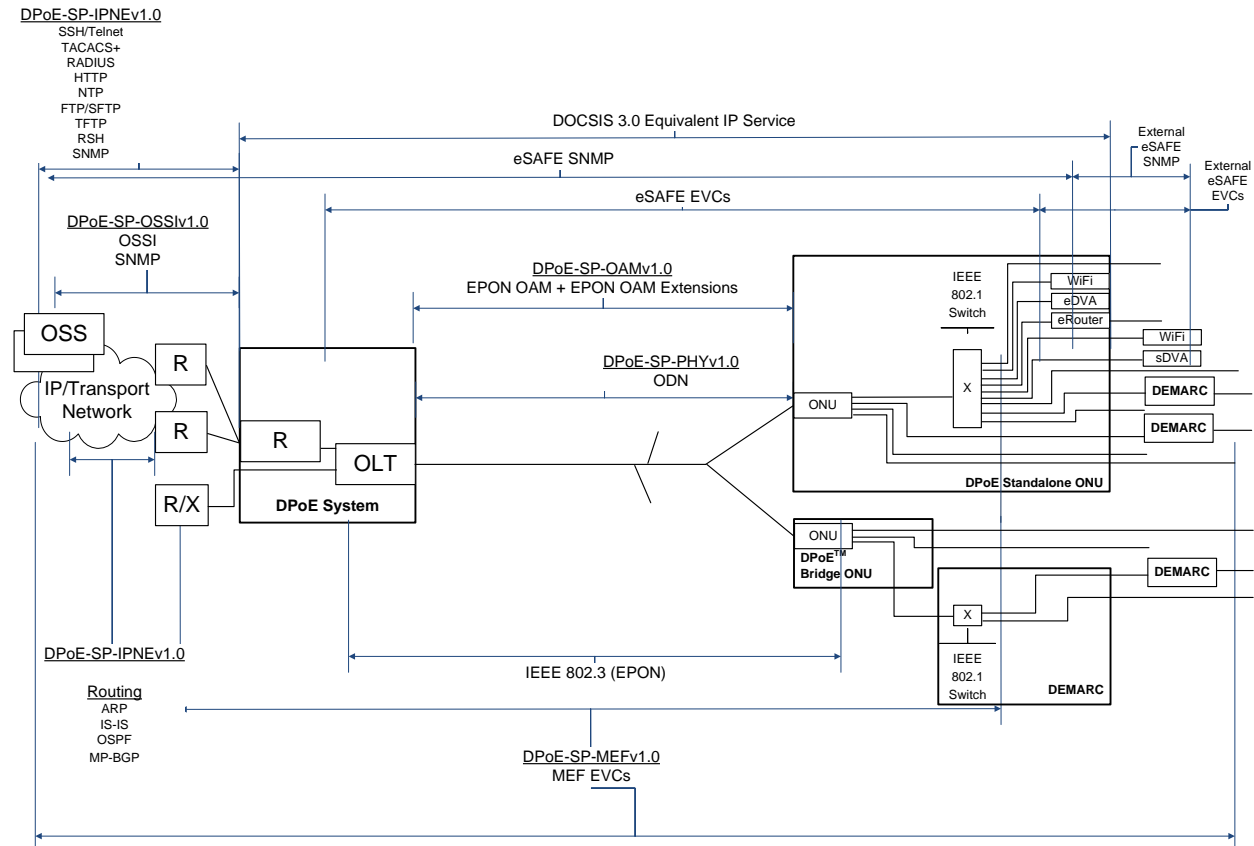 DPoE-SP-IPNEv1.0
SSH/Telnet
TACACS+
RADIUS
HTTP
NTP
FTP/SFTP
TFTP
RSH
SNMP
DOCSIS 3.0 Equivalent IP Service
External
eSAFE
SNMP
eSAFE SNMP
External
eSAFE
EVCs
eSAFE EVCs
DPoE-SP-OSSIv1.0
OSSI
SNMP
DPoE-SP-OAMv1.0
EPON OAM + EPON OAM Extensions
IEEE
802.1
Switch
WiFi
eDVA
eRouter
WiFi
sDVA
OSS
IP/Transport
Network
R
R
R/X
R
OLT
DPoE System
DPoE-SP-PHYv1.0
ODN
X
ONU
DEMARC
DEMARC
DPoE Standalone ONU
ONU
DPoE™
Bridge ONU
DEMARC
X
IEEE
802.1
Switch
DEMARC
DPoE-SP-IPNEv1.0
IEEE 802.3 (EPON)
Routing
ARP
IS-IS
OSPF
MP-BGP
DPoE-SP-MEFv1.0
MEF EVCs